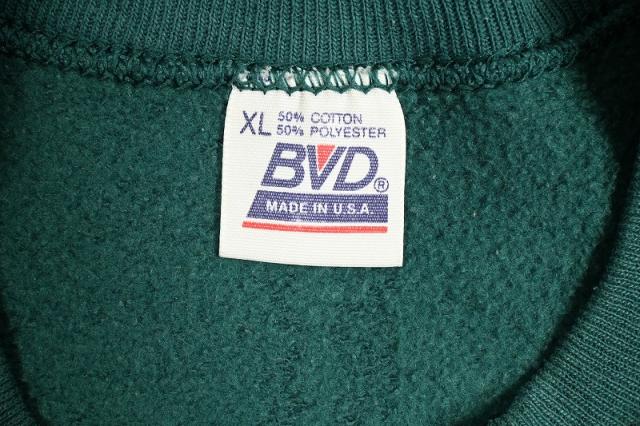 XL 50% COTTON
50% POLYESTER
BVD®
MADE IN U.S.A.